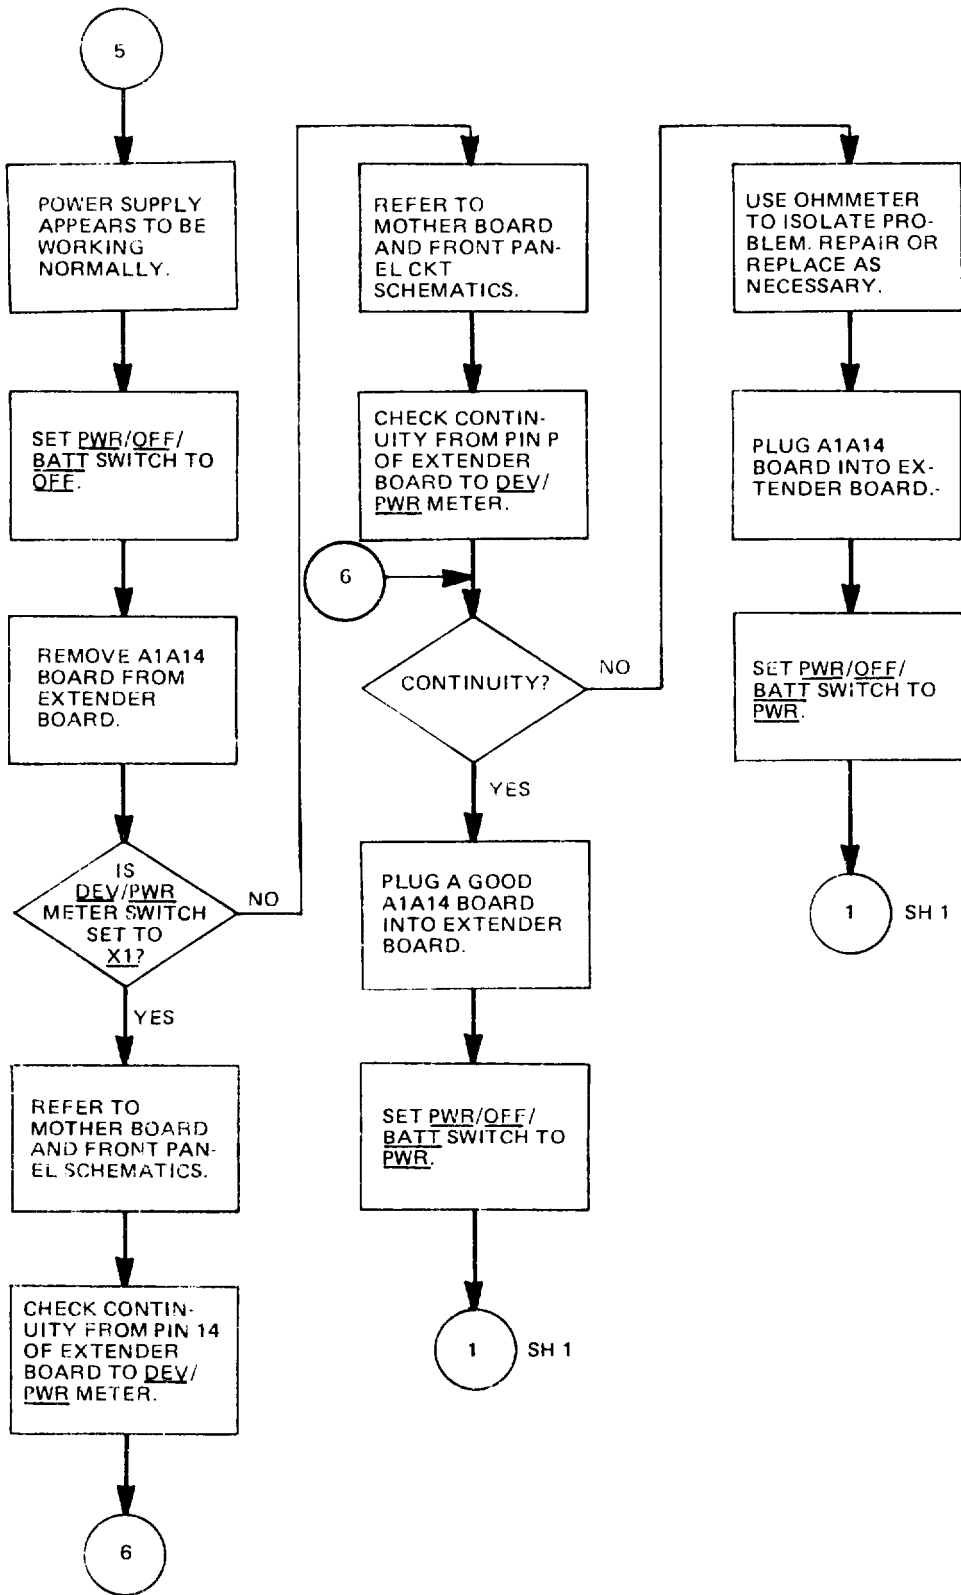 5
POWER SUPPLY
APPEARS TO BE
WORKING
NORMALLY.
SET PWR/OFF/
BATT SWITCH TO
OFF.
REMOVE A1A14
BOARD FROM
EXTENDER
BOARD.
IS
DEV/PWR
METER SWITCH
SET TO
X1?
NO
YES
REFER TO
MOTHER BOARD
AND FRONT PAN-
EL SCHEMATICS.
CHECK CONTIN-
UITY FROM PIN 14
OF EXTENDER
BOARD TO DEV/
PWR METER.
6
REFER TO
MOTHER BOARD
AND FRONT PAN-
EL CKT
SCHEMATICS.
CHECK CONTIN-
UITY FROM PIN P
OF EXTENDER
BOARD TO DEV/
PWR METER.
6
CONTINUITY?
NO
YES
PLUG A GOOD
A1A14 BOARD
INTO EXTENDER
BOARD.
SET PWR/OFF/
BATT SWITCH TO
PWR.
1 SH 1
USE OHMMETER
TO ISOLATE PRO-
BLEM. REPAIR OR
REPLACE AS
NECESSARY.
PLUG A1A14
BOARD INTO EX-
TENDER BOARD.-
SET PWR/OFF/
BATT SWITCH TO
PWR.
1 SH 1